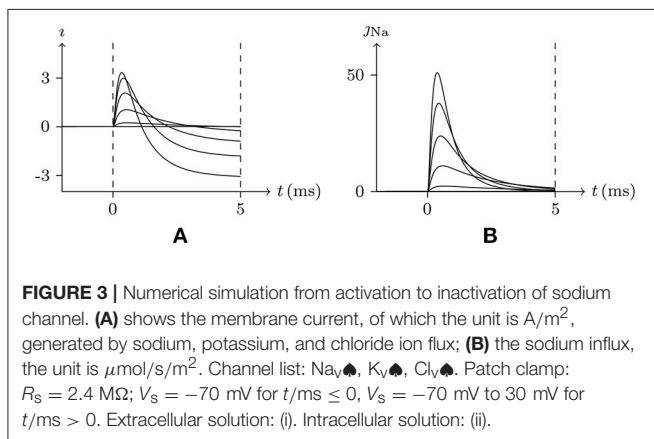 ı
3
0
-3
0
5
t (ms)
A
JNa
50
0
5
t (ms)
B
FIGURE 3 | Numerical simulation from activation to inactivation of sodium
channel. (A) shows the membrane current, of which the unit is A/m²,
generated by sodium, potassium, and chloride ion flux; (B) the sodium influx,
the unit is μmol/s/m². Channel list: Naᵥ♠, Kᵥ♠, Clᵥ♠. Patch clamp:
Rₛ = 2.4 MΩ; Vₛ = −70 mV for t/ms ≤ 0, Vₛ = −70 mV to 30 mV for
t/ms > 0. Extracellular solution: (i). Intracellular solution: (ii).